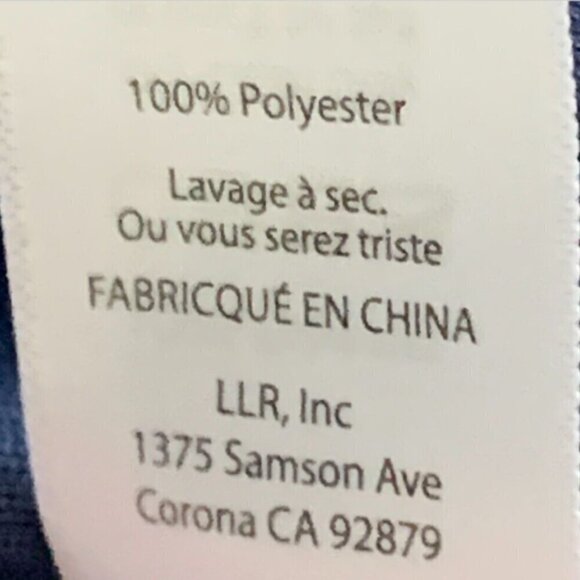 100% Polyester
Lavage à sec.
Ou vous serez triste
FABRICQUÉ EN CHINA
LLR, Inc
1375 Samson Ave
Corona CA 92879